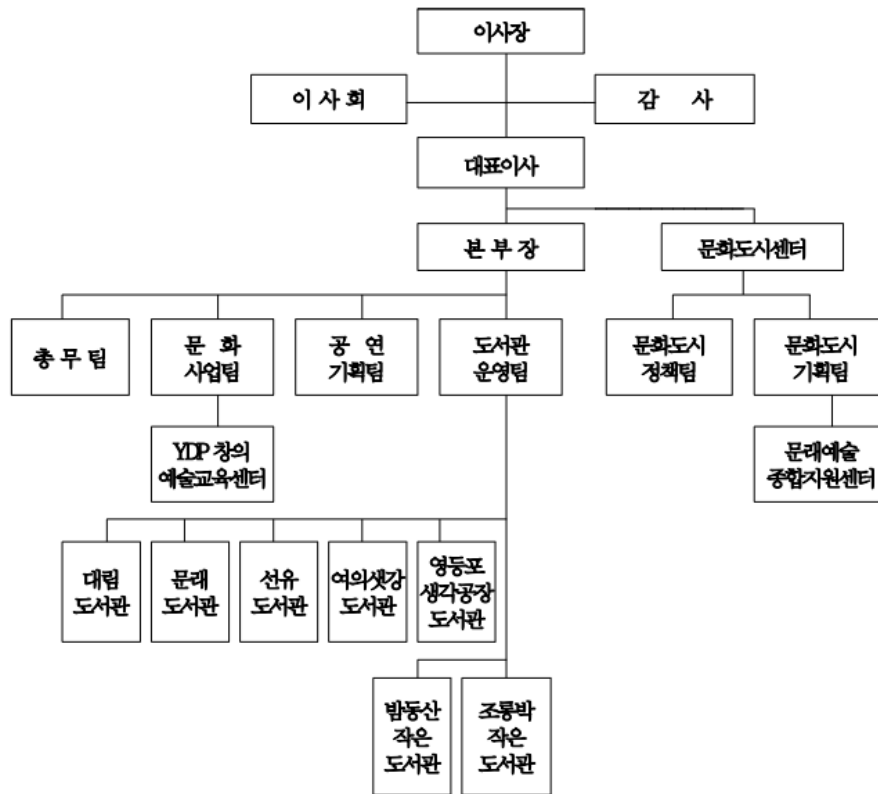 이사장
이 사 회
감 사
대표이사
본 부 장
문화도시센터
총 무 팀
문 화
사업팀
공 연
기획팀
도서관
운영팀
문화도시
정책팀
문화도시
기획팀
YDP 창의
예술교육센터
문래예술
종합지원센터
대림
도서관
문래
도서관
선유
도서관
여의샛강
도서관
영등포
생각공장
도서관
밤동산
작은
도서관
조롱박
작은
도서관